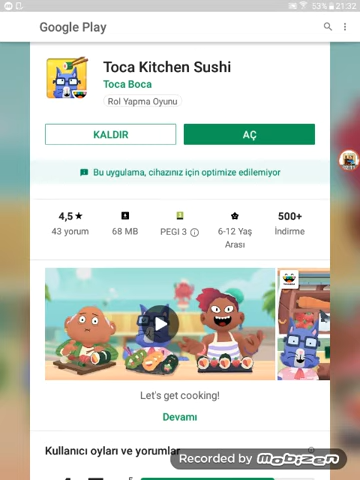 53% 21:32
Google Play
Toca Kitchen Sushi
Toca Boca
Rol Yapma Oyunu
KALDIR
AÇ
Bu uygulama, cihazınız için optimize edilemiyor
4,5 ★
43 yorum
68 MB
PEGI 3
6-12 Yaş
Arası
500+
İndirme
Let's get cooking!
Devamı
Kullanıcı oyları ve yorumlar
Recorded by Mobizen
5